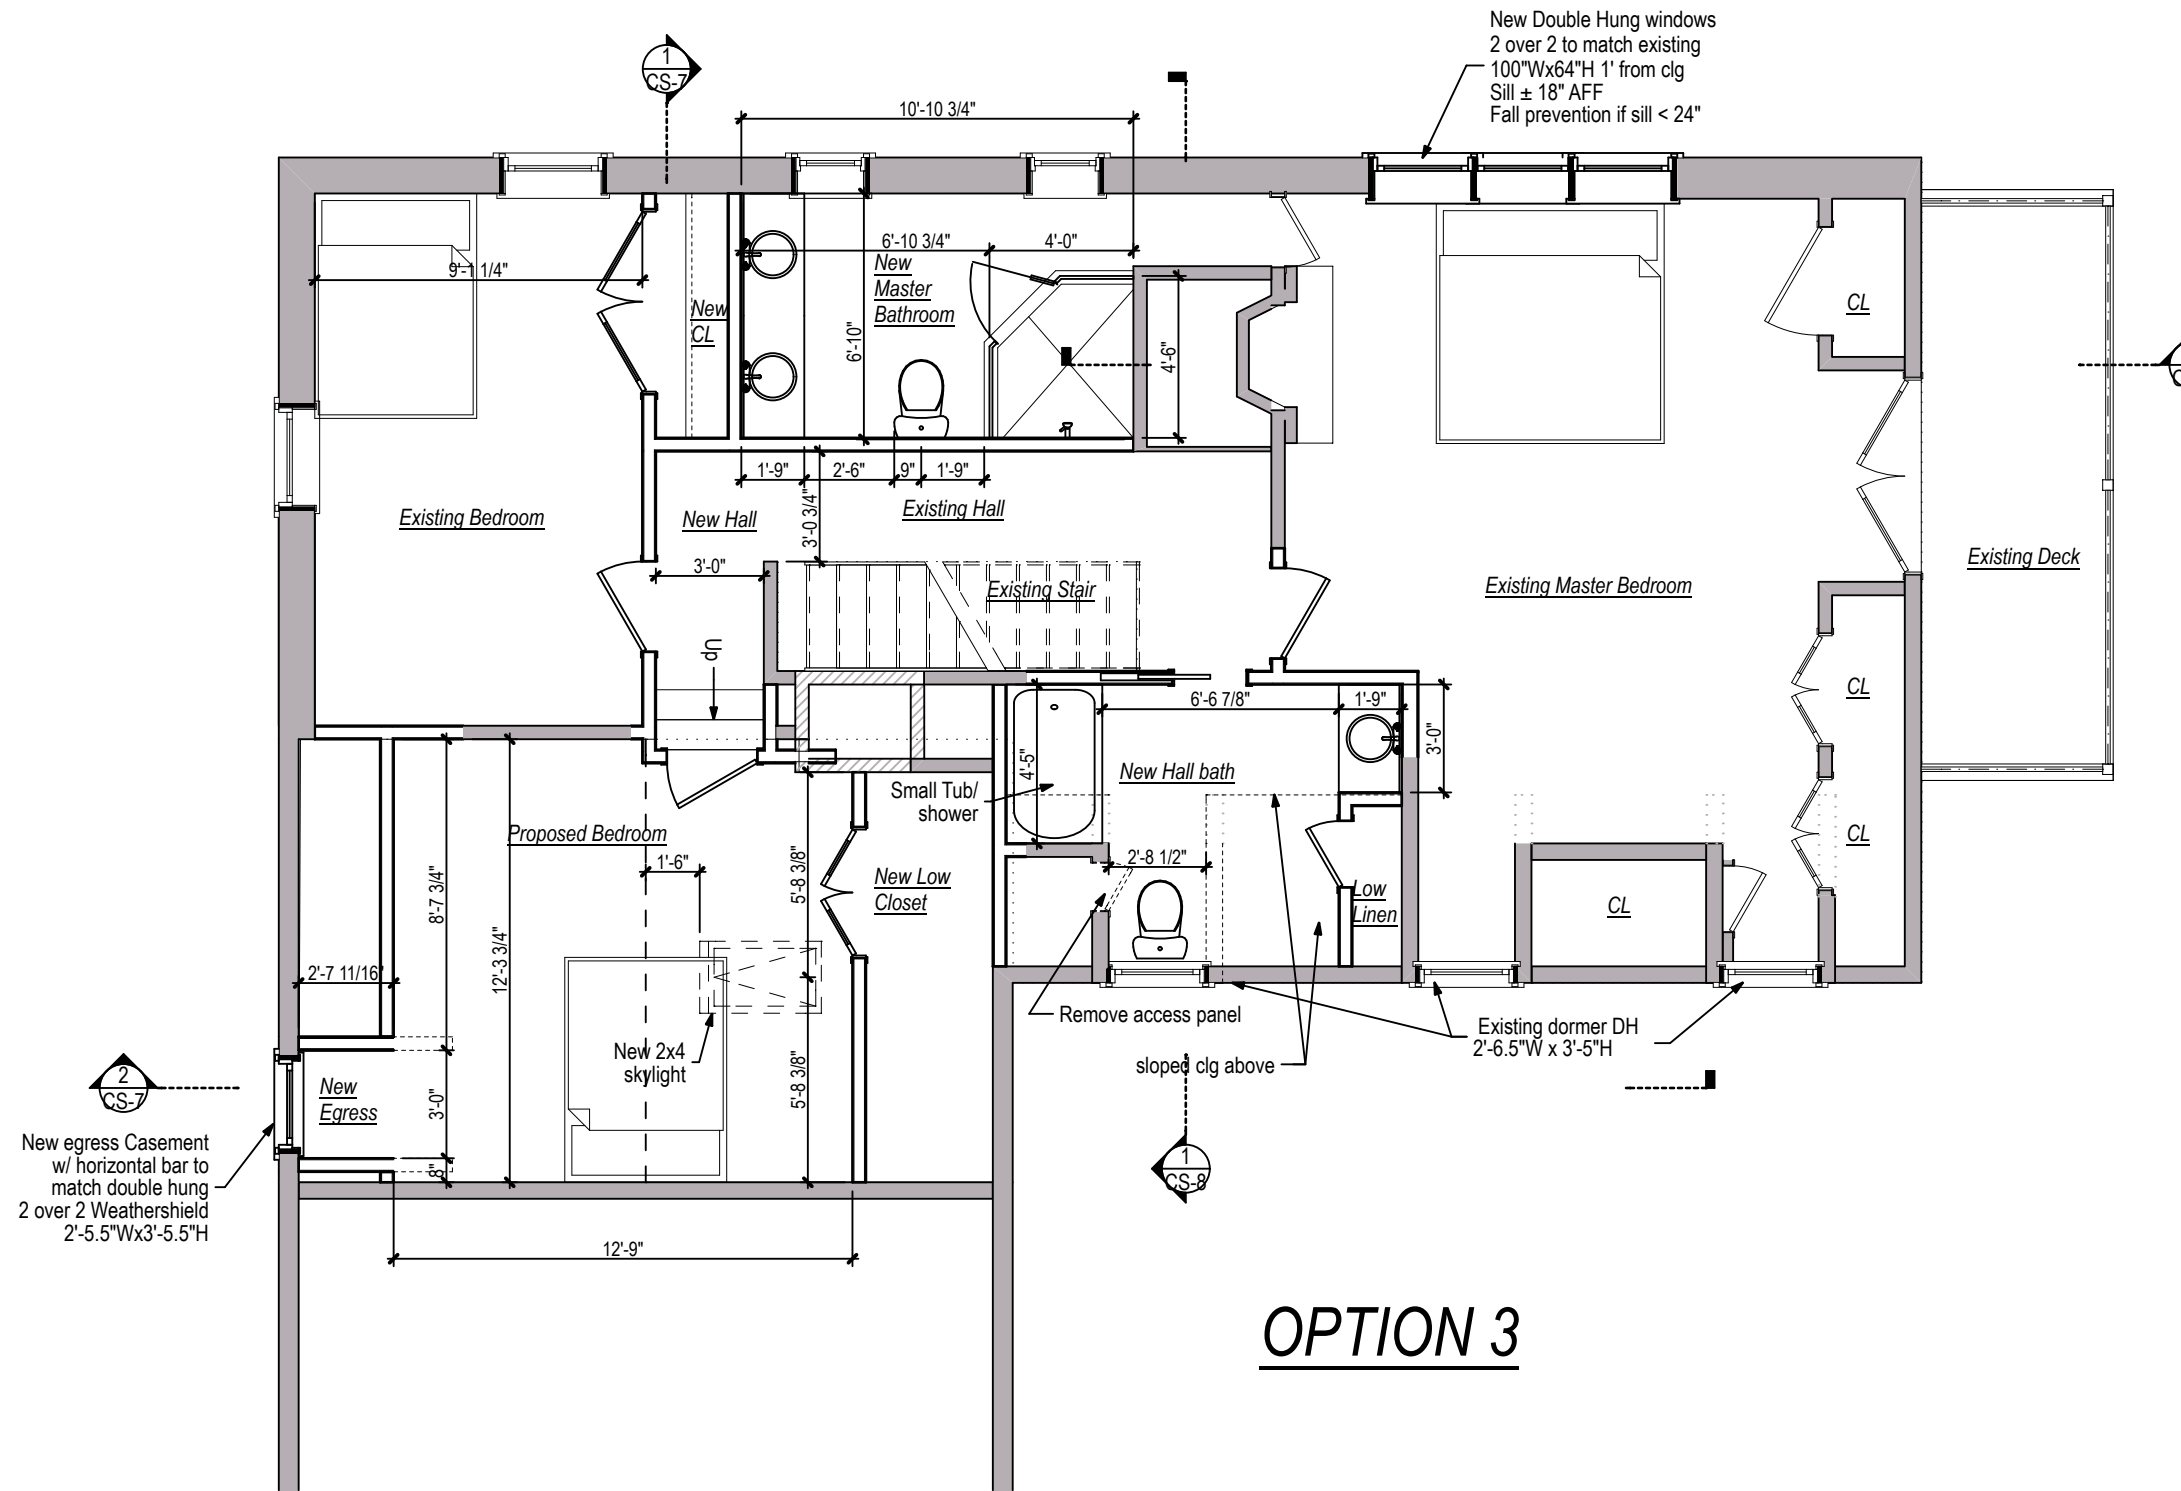 New Double Hung windows
2 over 2 to match existing
100"Wx64"H 1' from clg
Sill ± 18" AFF
Fall prevention if sill < 24"
1
CS-7
10'-10 3/4"
6'-10 3/4"
4'-0"
9'-1 1/4"
New
Master
Bathroom
New
CL
CL
6'-10"
4'-6"
1'-9"
2'-6"
9"
1'-9"
3'-0 3/4"
Existing Bedroom
New Hall
Existing Hall
3'-0"
Existing Stair
Existing Master Bedroom
Existing Deck
Up
6'-6 7/8"
1'-9"
3'-0"
CL
4'-5"
New Hall bath
Small Tub/
shower
Proposed Bedroom
CL
1'-6"
2'-8 1/2"
5'-8 3/8"
8'-7 3/4"
New Low
Closet
Low
Linen
CL
12'-3 3/4"
2'-7 11/16"
Remove access panel
Existing dormer DH
2'-6.5"W x 3'-5"H
New 2x4
skylight
sloped clg above
5'-8 3/8"
2
CS-7
New
Egress
3'-0"
8"
New egress Casement
w/ horizontal bar to
match double hung
2 over 2 Weathershield
2'-5.5"Wx3'-5.5"H
1
CS-8
12'-9"
OPTION 3